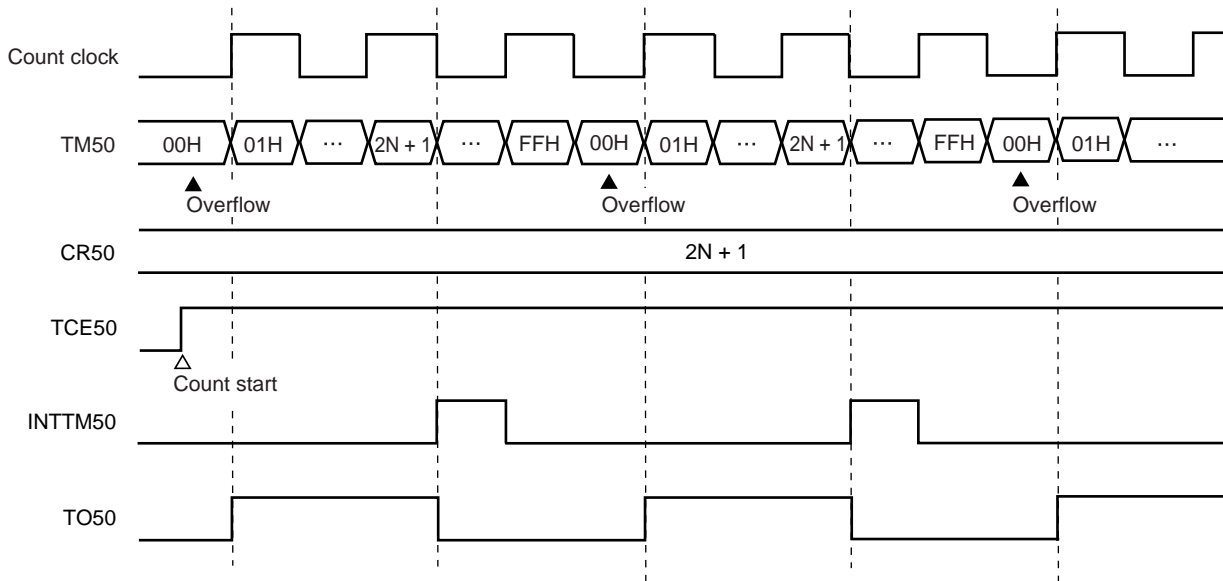 Count clock
TM50 00H 01H ··· 2N + 1 ··· FFH 00H 01H ··· 2N + 1 ··· FFH 00H 01H ···
Overflow Overflow Overflow
CR50 2N + 1
TCE50
Count start
INTTM50
TO50